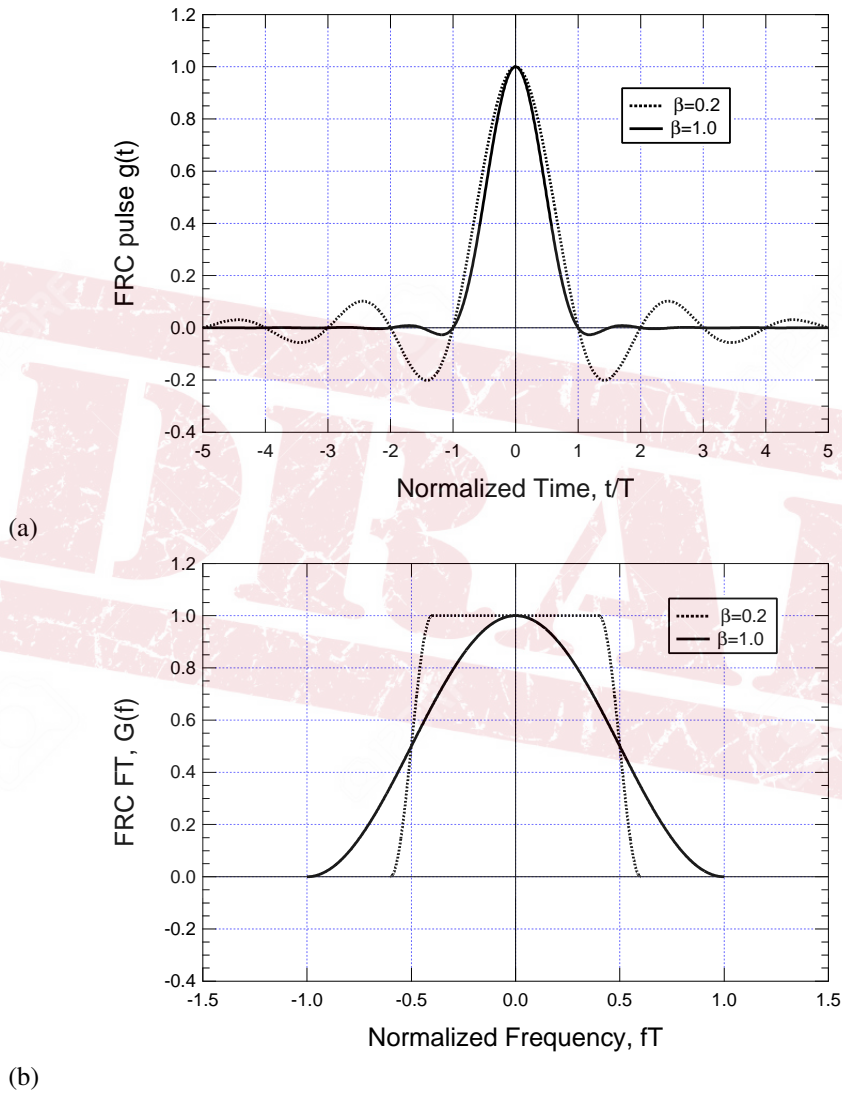 1.2
1.0
0.8
0.6
0.4
0.2
0.0
-0.2
-0.4
FRC pulse g(t)
β=0.2
β=1.0
-5 -4 -3 -2 -1 0 1 2 3 4 5
Normalized Time, t/T
(a)
DRAFT
1.2
1.0
0.8
0.6
0.4
0.2
0.0
-0.2
-0.4
FRC FT, G(f)
β=0.2
β=1.0
-1.5 -1.0 -0.5 0.0 0.5 1.0 1.5
Normalized Frequency, fT
(b)